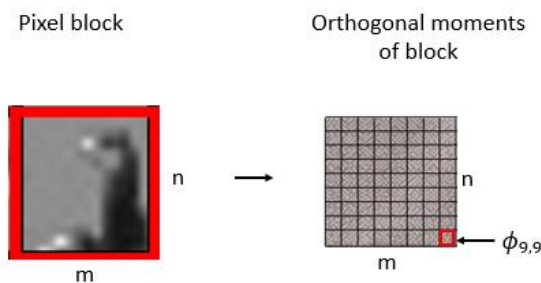 Pixel block
Orthogonal moments
of block
n
m
n
m
ϕ9,9